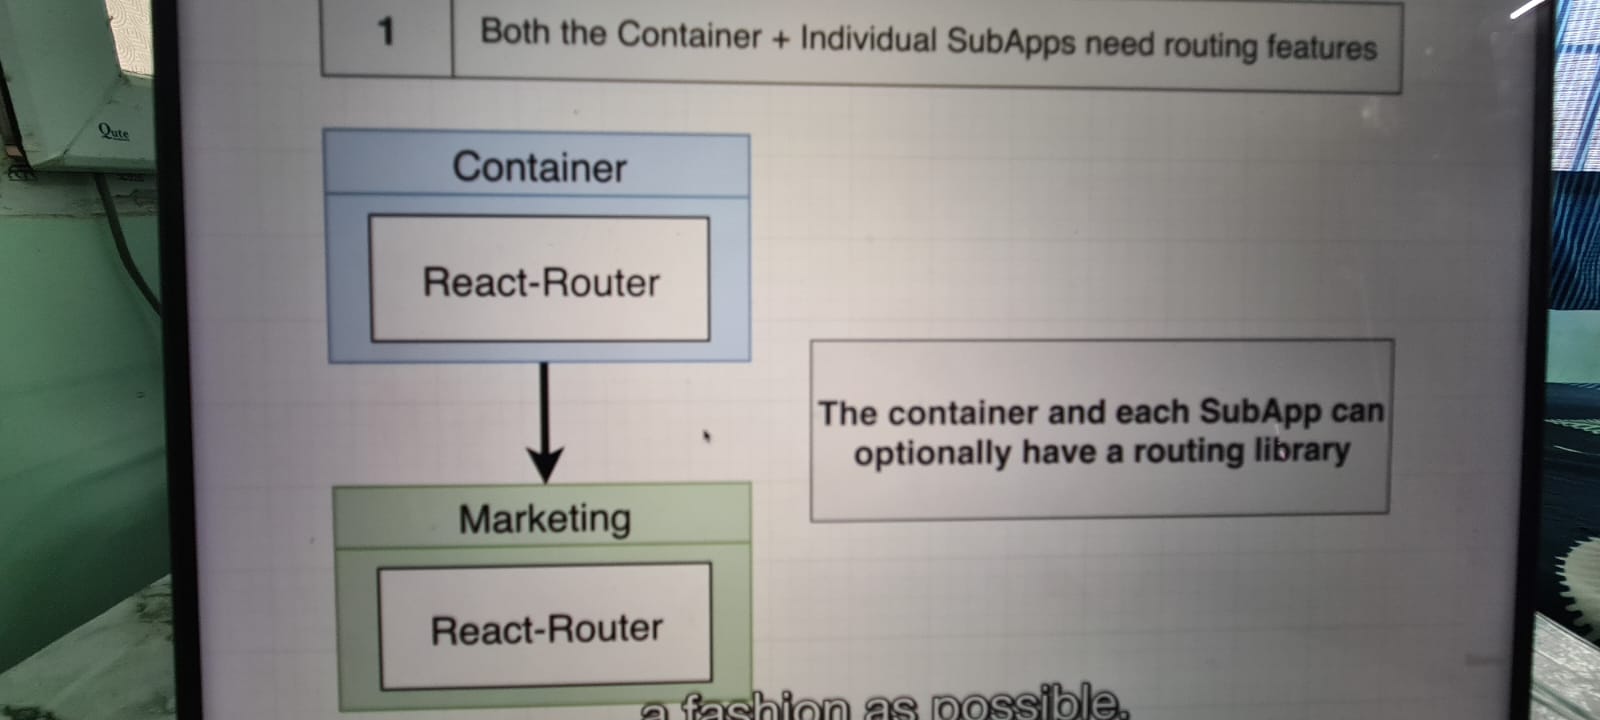 1
Both the Container + Individual SubApps need routing features
Qute
Container
React-Router
The container and each SubApp can
optionally have a routing library
Marketing
React-Router
a fashion as possible.